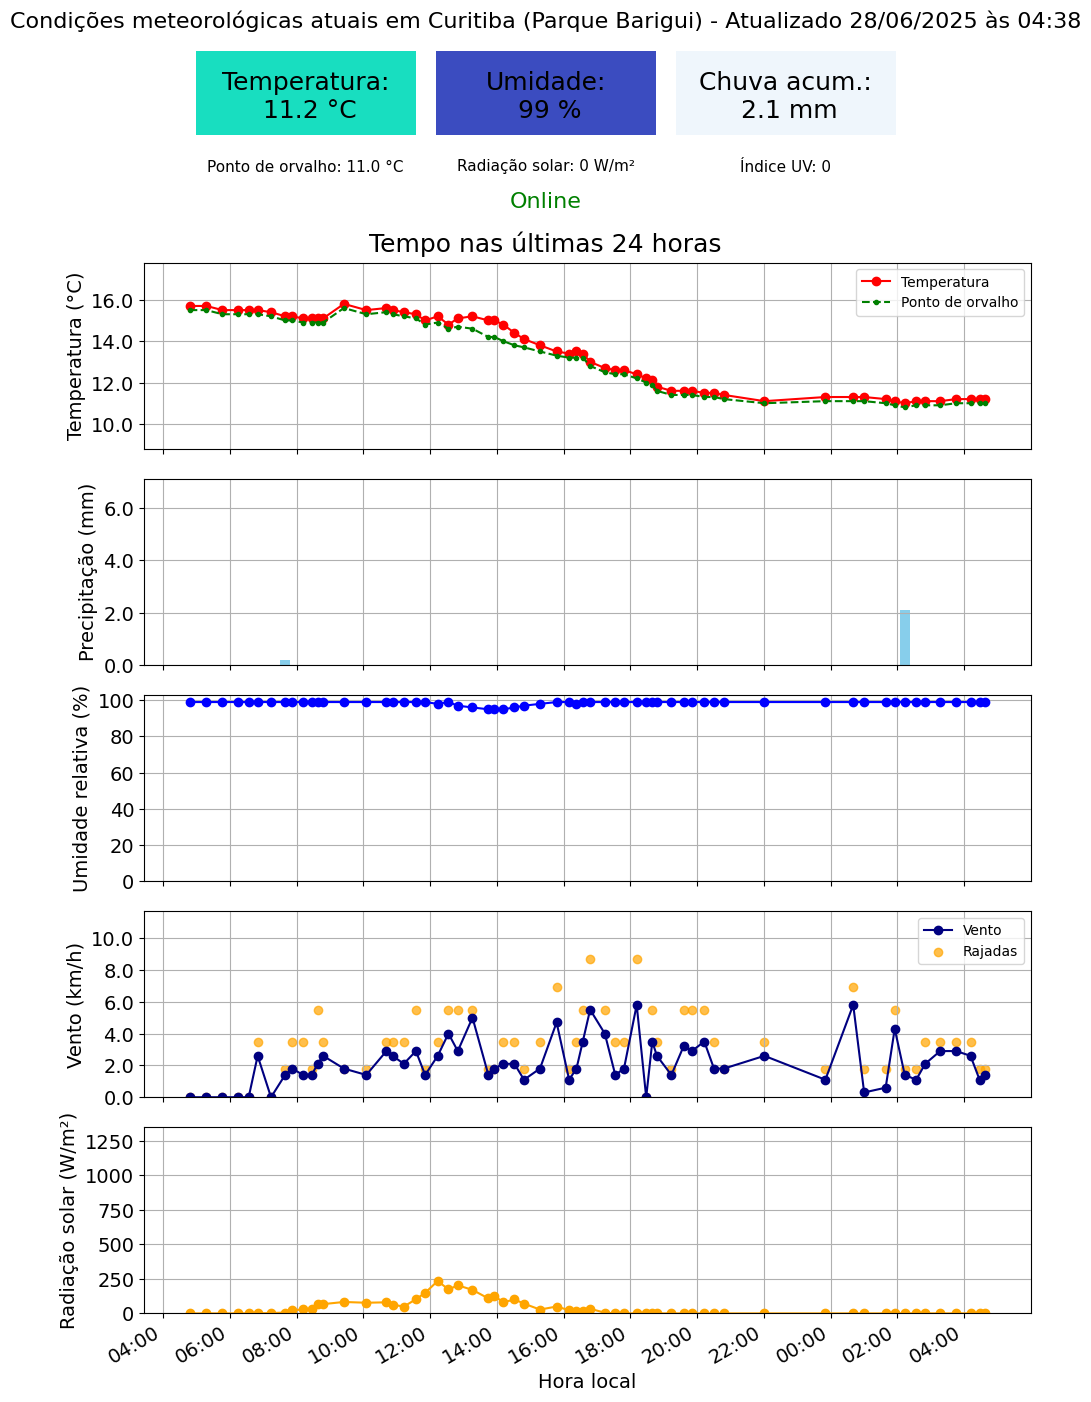 Condições meteorológicas atuais em Curitiba (Parque Barigui) - Atualizado 28/06/2025 às 04:38
Temperatura:
11.2 °C
Umidade:
99 %
Chuva acum.:
2.1 mm
Ponto de orvalho: 11.0 °C
Radiação solar: 0 W/m²
Índice UV: 0
Online
Tempo nas últimas 24 horas
Temperatura (°C)
16.0
14.0
12.0
10.0
Temperatura
Ponto de orvalho
Precipitação (mm)
6.0
4.0
2.0
0.0
Umidade relativa (%)
100
80
60
40
20
0
Vento (km/h)
10.0
8.0
6.0
4.0
2.0
0.0
Vento
Rajadas
Radiação solar (W/m²)
1250
1000
750
500
250
0
04:00
06:00
08:00
10:00
12:00
14:00
16:00
18:00
20:00
22:00
00:00
02:00
04:00
Hora local